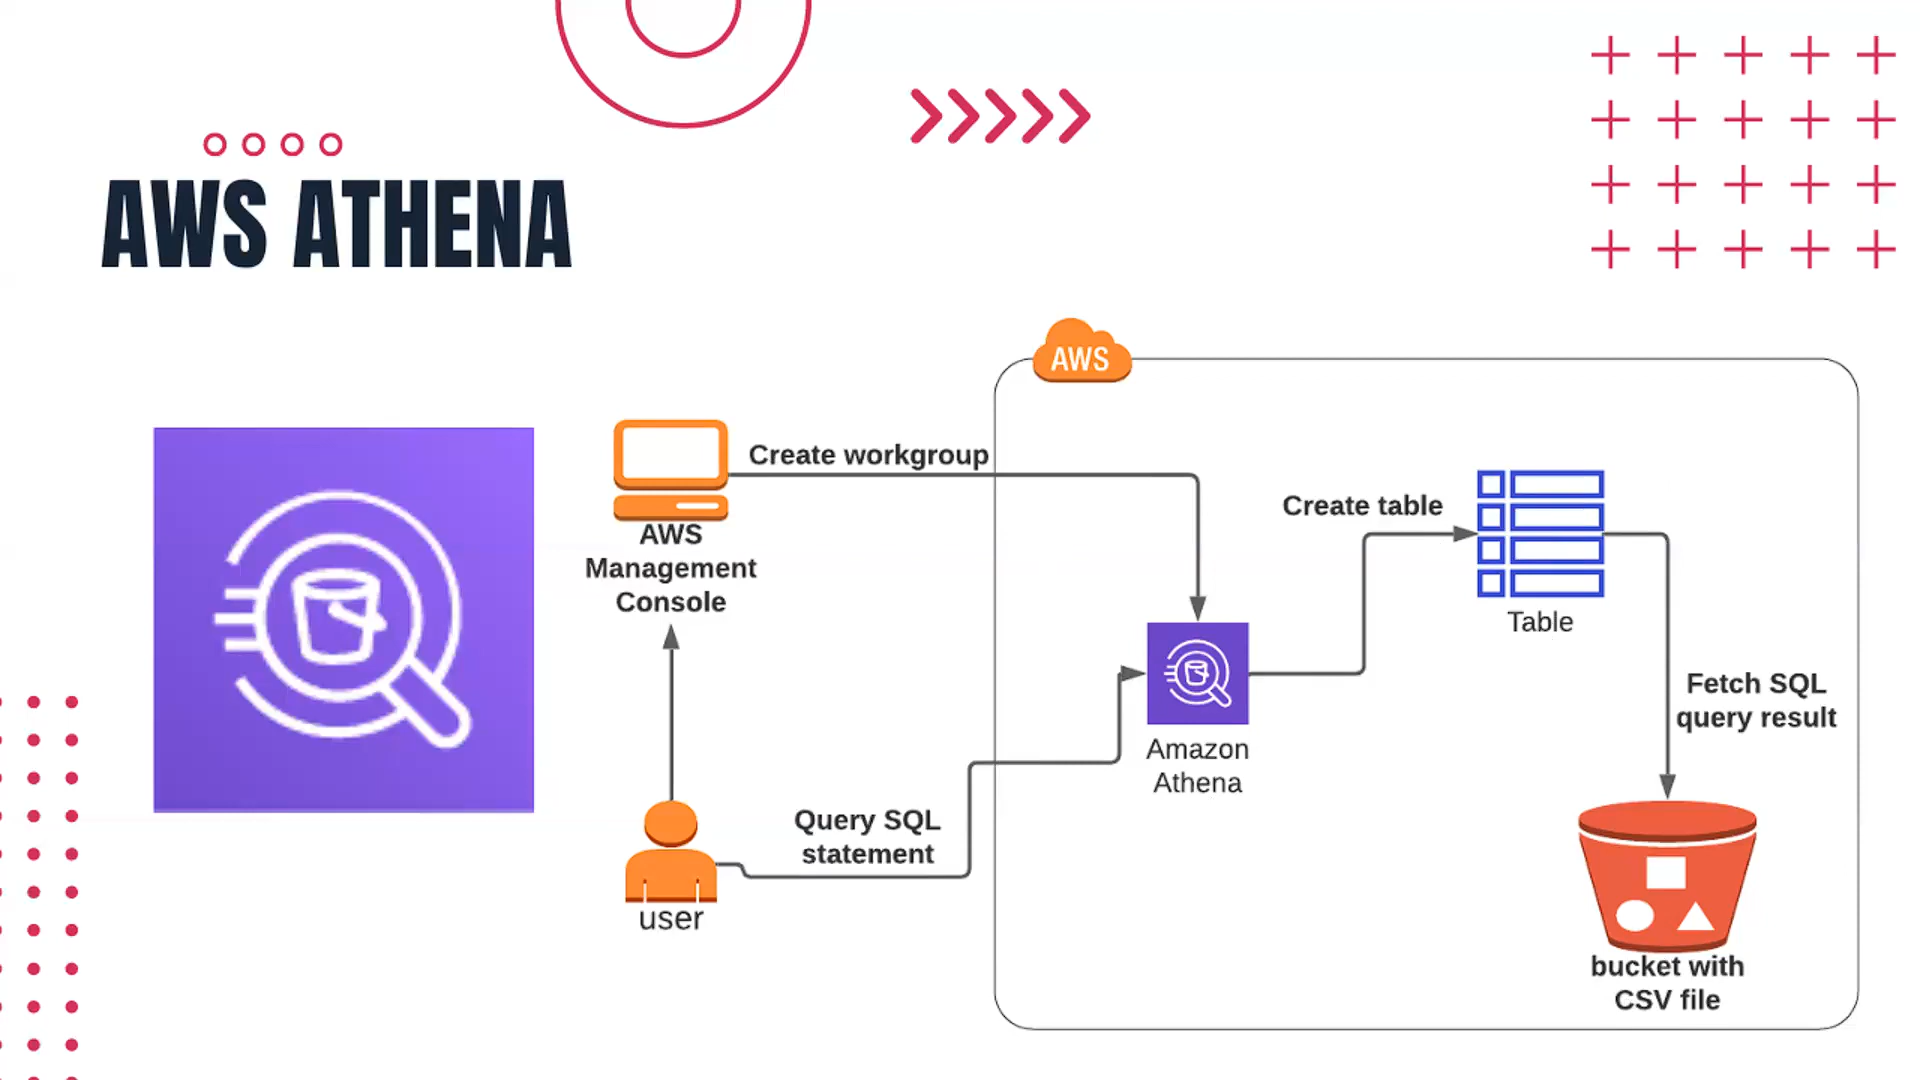 AWS ATHENA
AWS
Create workgroup
AWS
Management
Console
Create table
Table
Fetch SQL
query result
Amazon
Athena
Query SQL
statement
user
bucket with
CSV file